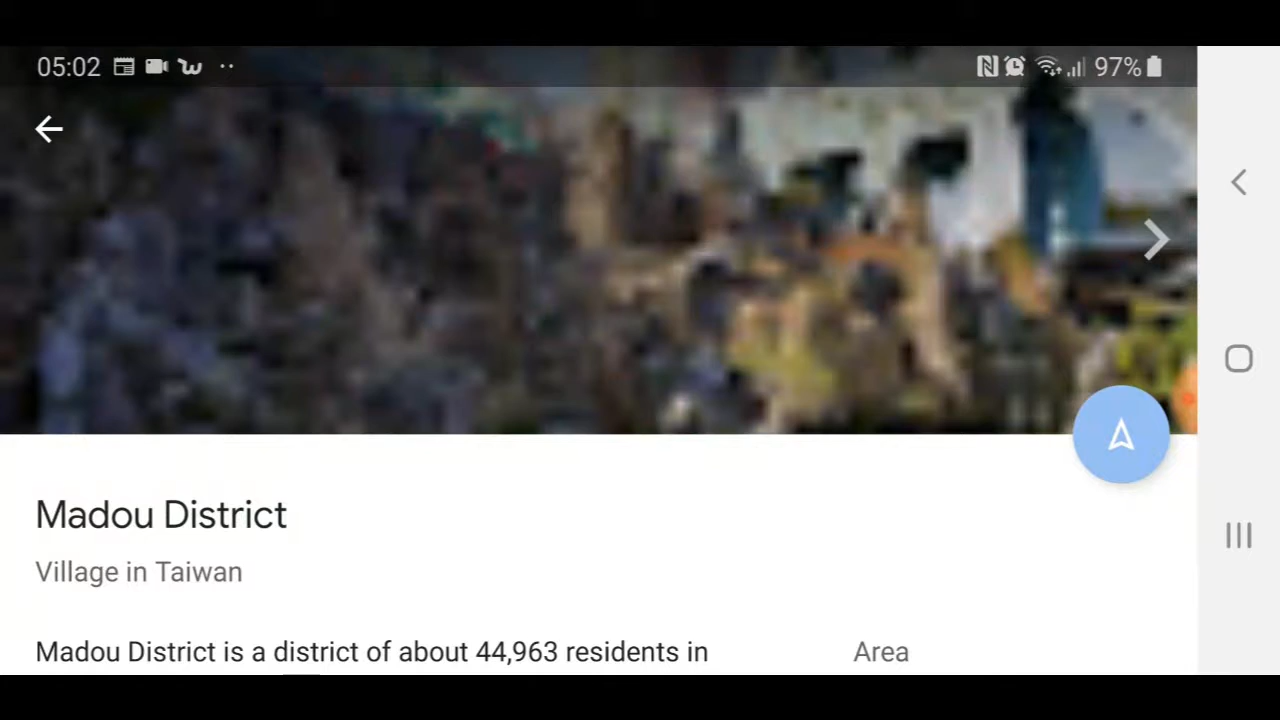 05:02 97%
Madou District
Village in Taiwan
Madou District is a district of about 44,963 residents in
Area